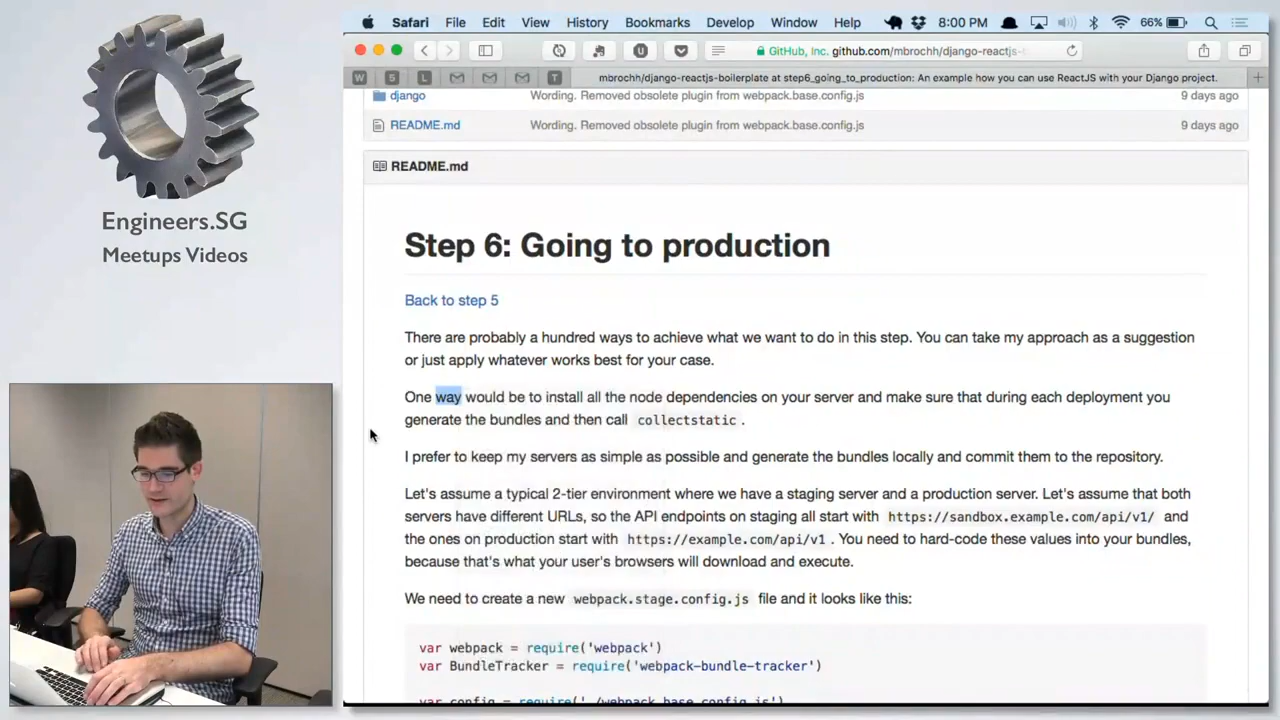 Engineers.SG
Meetups Videos
Safari File Edit View History Bookmarks Develop Window Help 8:00 PM 66%
GitHub, Inc. github.com/mbrochh/django-reactjs-
W 5 L T mbrochh/django-reactjs-boilerplate at step6_going_to_production: An example how you can use ReactJS with your Django project.
django Wording. Removed obsolete plugin from webpack.base.config.js 9 days ago
README.md Wording. Removed obsolete plugin from webpack.base.config.js 9 days ago
README.md
Step 6: Going to production
Back to step 5
There are probably a hundred ways to achieve what we want to do in this step. You can take my approach as a suggestion
or just apply whatever works best for your case.
One way would be to install all the node dependencies on your server and make sure that during each deployment you
generate the bundles and then call collectstatic .
I prefer to keep my servers as simple as possible and generate the bundles locally and commit them to the repository.
Let's assume a typical 2-tier environment where we have a staging server and a production server. Let's assume that both
servers have different URLs, so the API endpoints on staging all start with https://sandbox.example.com/api/v1/ and
the ones on production start with https://example.com/api/v1 . You need to hard-code these values into your bundles,
because that's what your user's browsers will download and execute.
We need to create a new webpack.stage.config.js file and it looks like this:
var webpack = require('webpack')
var BundleTracker = require('webpack-bundle-tracker')
var config = require('./webpack.base.config.js')